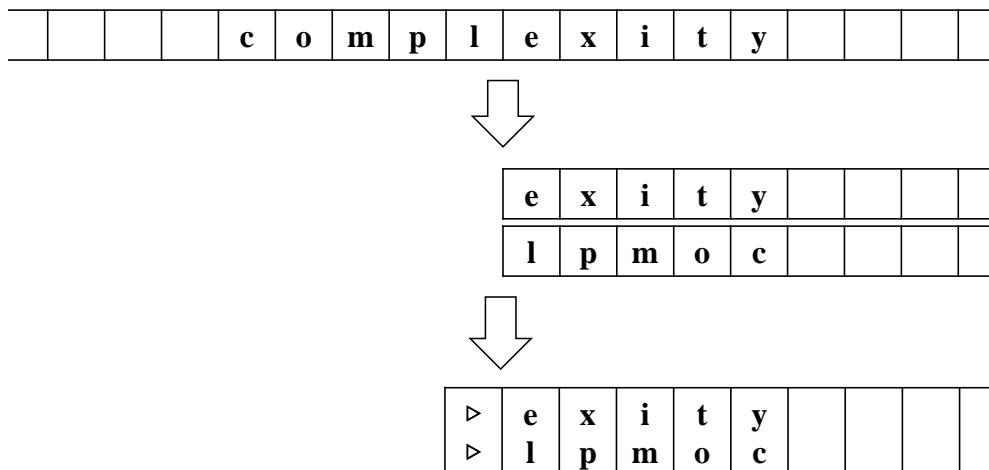 c o m p l e x i t y
e x i t y
l p m o c
▷ e x i t y
▷ l p m o c